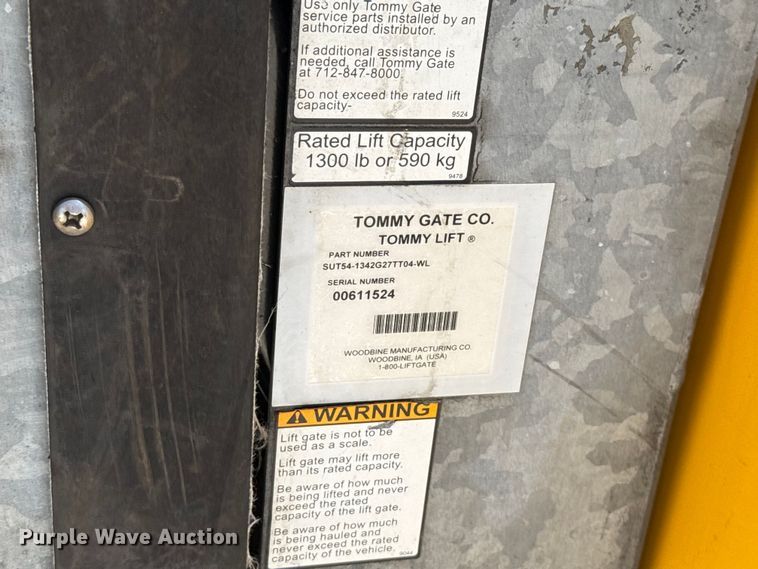 Use only Tommy Gate
service parts installed by an
authorized distributor.
If additional assistance is
needed, call Tommy Gate
at 712-847-8000.
Do not exceed the rated lift
capacity-
9524
Rated Lift Capacity
1300 lb or 590 kg
9478
TOMMY GATE CO.
TOMMY LIFT ®
PART NUMBER
SUT54-1342G27TT04-WL
SERIAL NUMBER
00611524
WOODBINE MANUFACTURING CO.
WOODBINE, IA (USA)
1-800-LIFTGATE
WARNING
Lift gate is not to be
used as a scale.
Lift gate may lift more
than its rated capacity.
Be aware of how much
is being lifted and never
exceed the rated
capacity of the lift gate.
Be aware of how much
is being hauled and
never exceed the rated
capacity of the vehicle.
9044
Purple Wave Auction